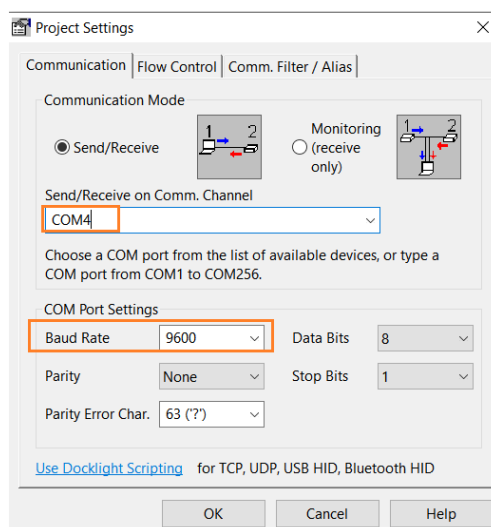 Project Settings
Communication Flow Control Comm. Filter / Alias
Communication Mode
Send/Receive
1 2
Monitoring
(receive
only)
1 2
Send/Receive on Comm. Channel
COM4
Choose a COM port from the list of available devices, or type a
COM port from COM1 to COM256.
COM Port Settings
Baud Rate 9600 Data Bits 8
Parity None Stop Bits 1
Parity Error Char. 63 ('?')
Use Docklight Scripting for TCP, UDP, USB HID, Bluetooth HID
OK Cancel Help